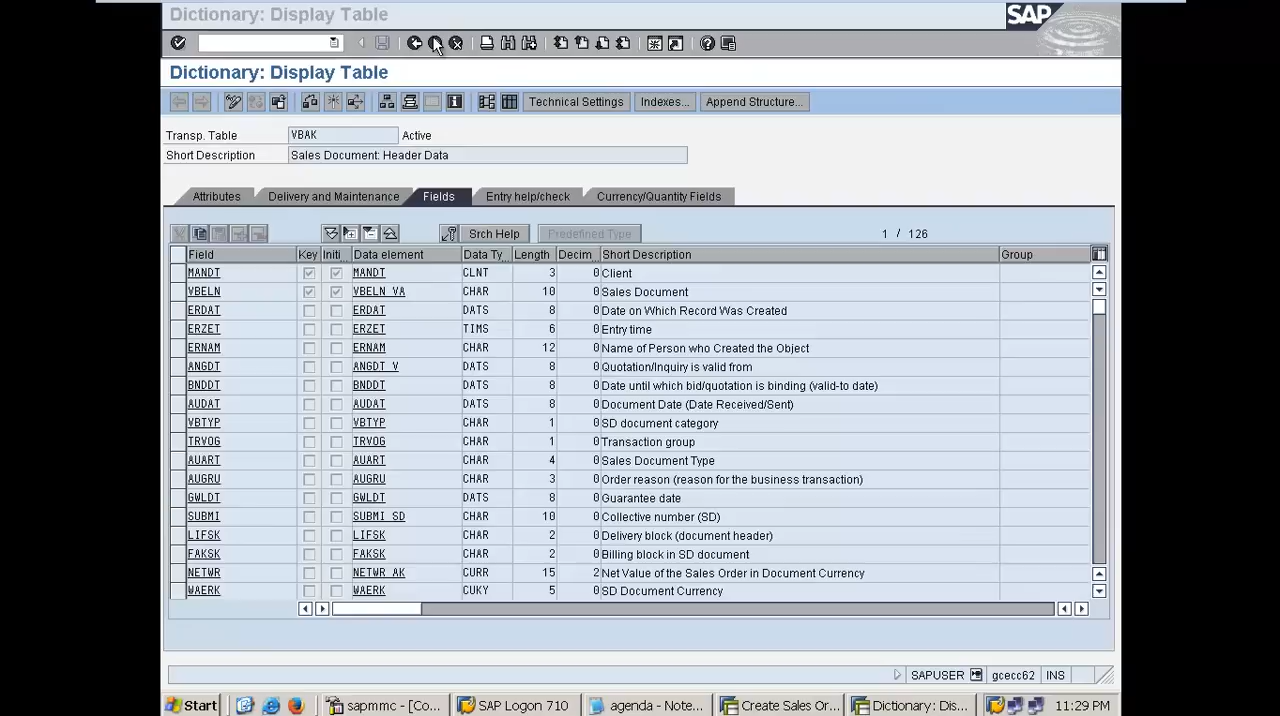 Dictionary: Display Table
SAP
Dictionary: Display Table
Technical Settings Indexes... Append Structure...
Transp. Table VBAK Active
Short Description Sales Document: Header Data
Attributes Delivery and Maintenance Fields Entry help/check Currency/Quantity Fields
Srch Help Predefined Type 1 / 126
Field Key Initi Data element Data Ty... Length Decim... Short Description Group
MANDT MANDT CLNT 3 0 Client
VBELN VBELN_VA CHAR 10 0 Sales Document
ERDAT ERDAT DATS 8 0 Date on Which Record Was Created
ERZET ERZET TIMS 6 0 Entry time
ERNAM ERNAM CHAR 12 0 Name of Person who Created the Object
ANGDT ANGDT_V DATS 8 0 Quotation/Inquiry is valid from
BNDDT BNDDT DATS 8 0 Date until which bid/quotation is binding (valid-to date)
AUDAT AUDAT DATS 8 0 Document Date (Date Received/Sent)
VBTYP VBTYP CHAR 1 0 SD document category
TRVOG TRVOG CHAR 1 0 Transaction group
AUART AUART CHAR 4 0 Sales Document Type
AUGRU AUGRU CHAR 3 0 Order reason (reason for the business transaction)
GWLDT GWLDT DATS 8 0 Guarantee date
SUBMI SUBMI_SD CHAR 10 0 Collective number (SD)
LIFSK LIFSK CHAR 2 0 Delivery block (document header)
FAKSK FAKSK CHAR 2 0 Billing block in SD document
NETWR NETWR_AK CURR 15 2 Net Value of the Sales Order in Document Currency
WAERK WAERK CUKY 5 0 SD Document Currency
SAPUSER gcecc62 INS
Start sapmmc - [Co... SAP Logon 710 agenda - Note... Create Sales Or... Dictionary: Dis... 11:29 PM